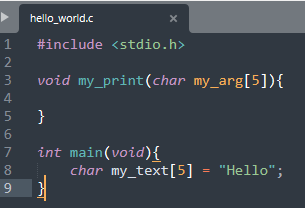 hello_world.c ×
1 #include <stdio.h>
2
3 void my_print(char my_arg[5]){
4
5 }
6
7 int main(void){
8     char my_text[5] = "Hello";
9 }